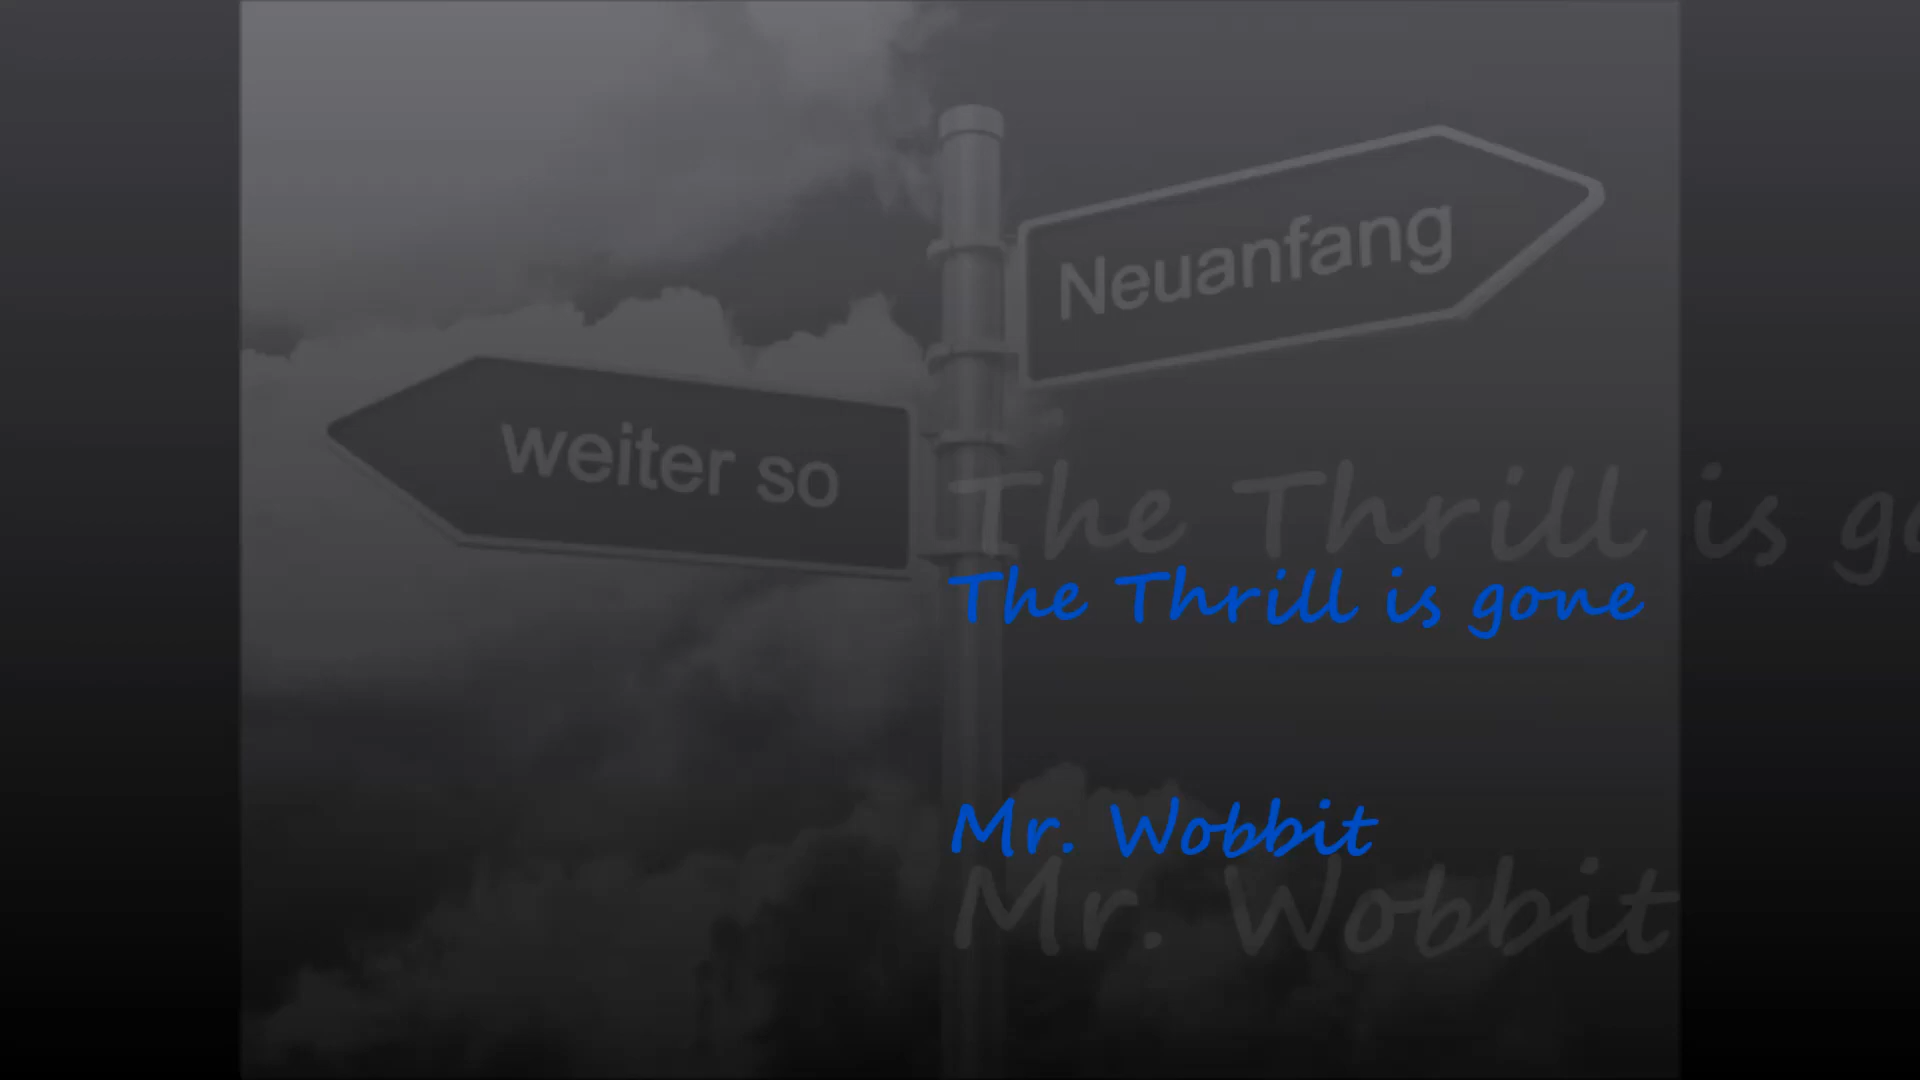 Neuanfang
weiter so
The Thrill is go
The Thrill is gone
Mr. Wobbit
Mr. Wobbit